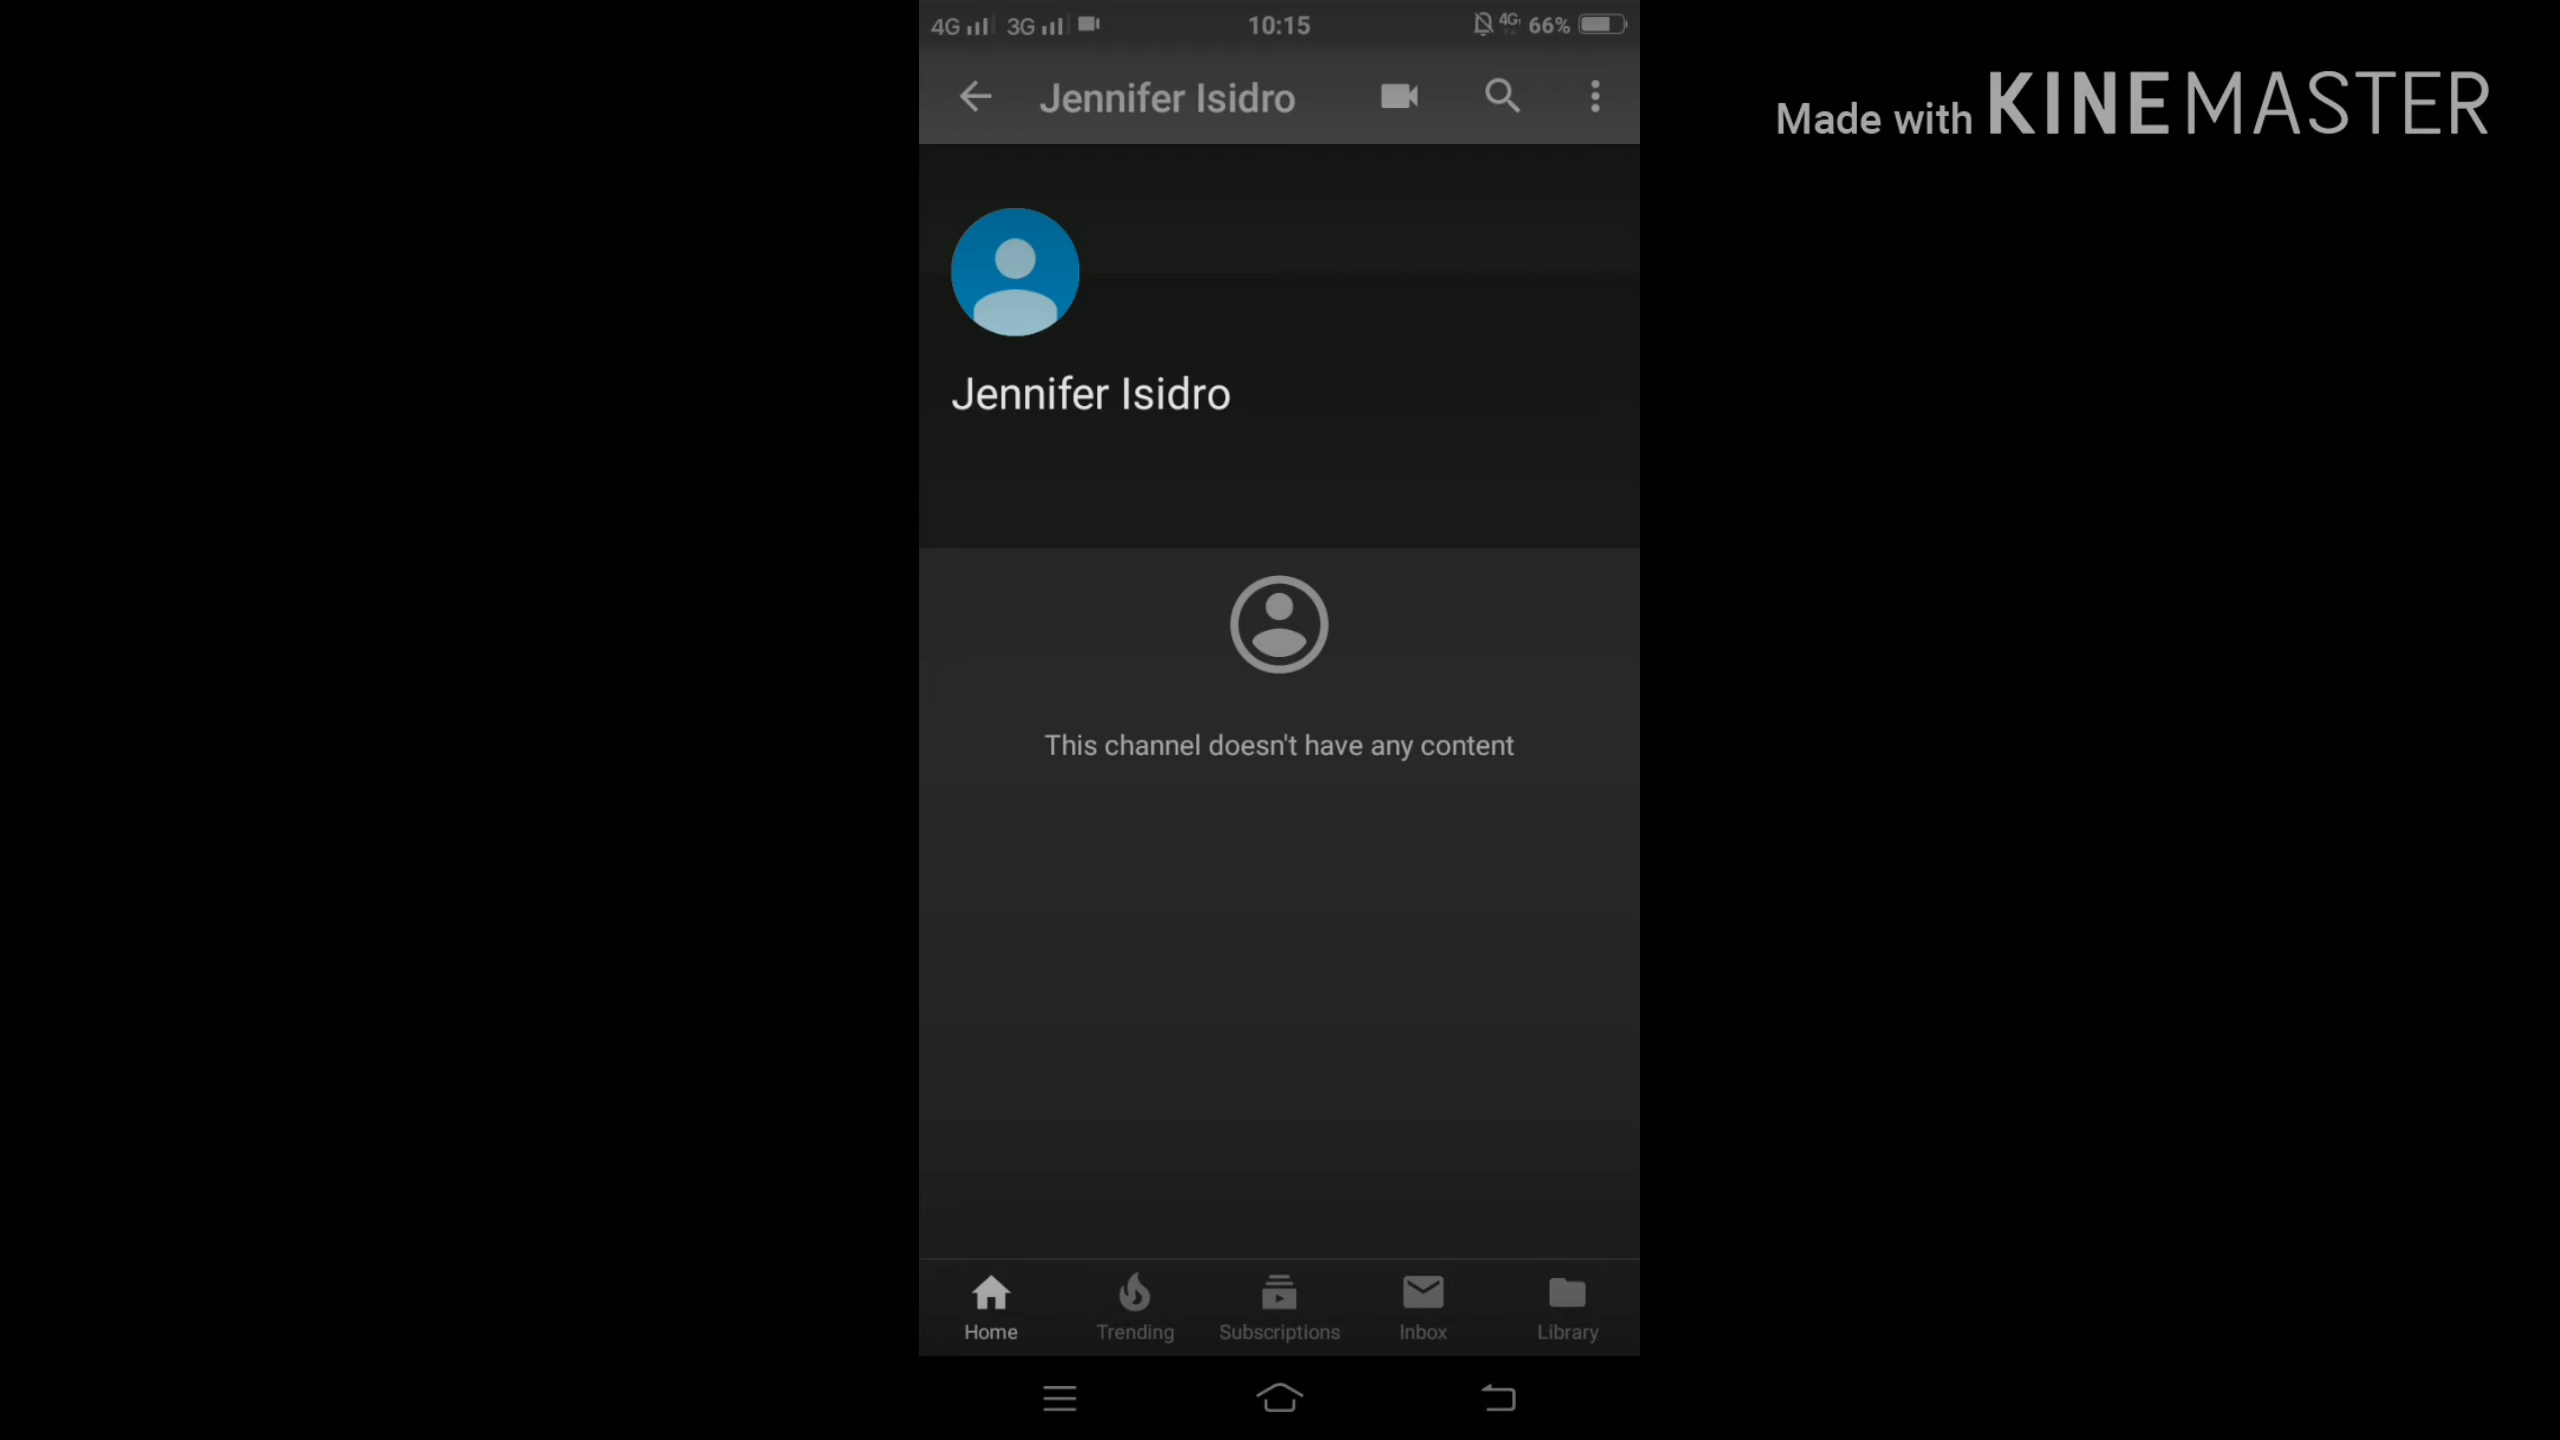 4G 3G 10:15 4G 66%
Made with KINEMASTER
Jennifer Isidro
Jennifer Isidro
This channel doesn't have any content
Home Trending Subscriptions Inbox Library